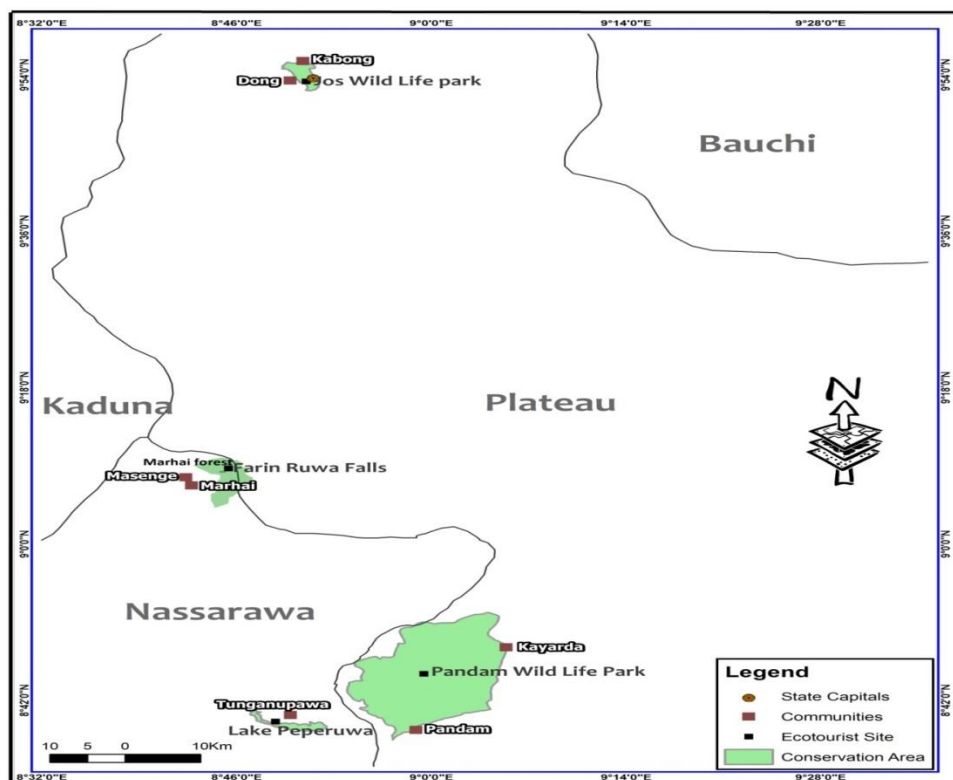 8°32'0"E 8°46'0"E 9°0'0"E 9°14'0"E 9°28'0"E
Kabong
Dong
Jos Wild Life park
9°54'0"N 9°54'0"N
Bauchi
9°36'0"N 9°36'0"N
N
9°18'0"N 9°18'0"N
Kaduna
Plateau
Marhai forest
Farin Ruwa Falls
Masenge
Marhai
9°0'0"N 9°0'0"N
Nassarawa
Kayarda
Pandam Wild Life Park
8°42'0"N 8°42'0"N
Tunganupawa
Lake Peperuwa
Pandam
10 5 0 10Km
Legend
State Capitals
Communities
Ecotourist Site
Conservation Area
8°32'0"E 8°46'0"E 9°0'0"E 9°14'0"E 9°28'0"E